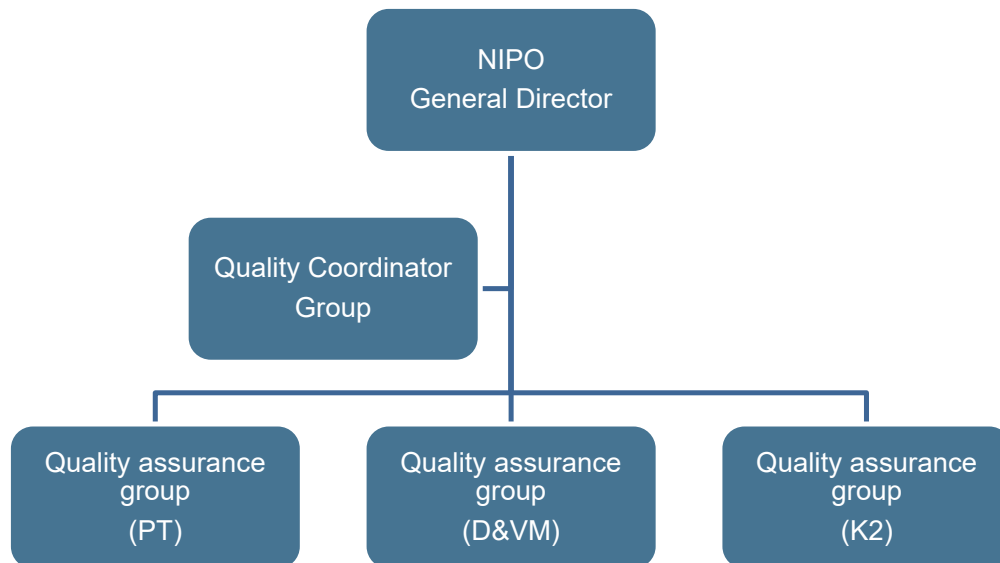 NIPO
General Director
Quality Coordinator
Group
Quality assurance
group
(PT)
Quality assurance
group
(D&VM)
Quality assurance
group
(K2)